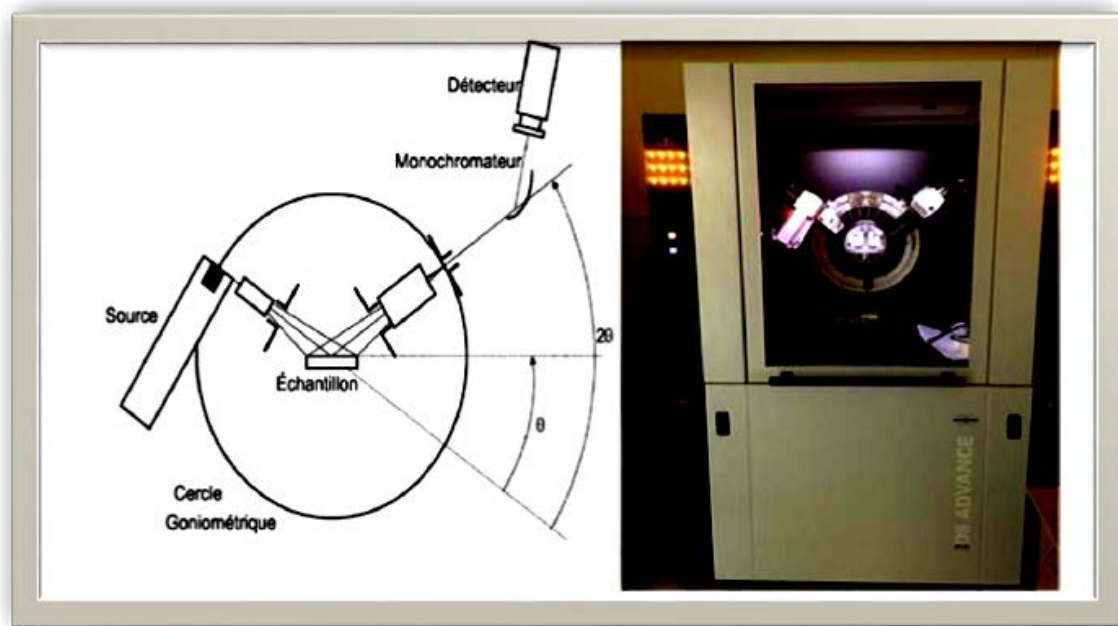 Détecteur
Monochromateur
Source
2θ
Échantillon
θ
Cercle
Goniométrique
D8 ADVANCE